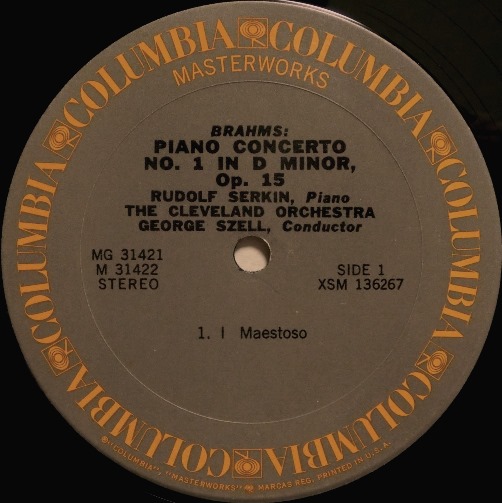 COLUMBIA COLUMBIA COLUMBIA COLUMBIA COLUMBIA COLUMBIA
MASTERWORKS
BRAHMS:
PIANO CONCERTO
NO. 1 IN D MINOR,
Op. 15
RUDOLF SERKIN, Piano
THE CLEVELAND ORCHESTRA
GEORGE SZELL, Conductor
MG 31421
M 31422
STEREO
SIDE 1
XSM 136267
1. I Maestoso
"COLUMBIA", "MASTERWORKS" MARCAS REG. PRINTED IN U.S.A.